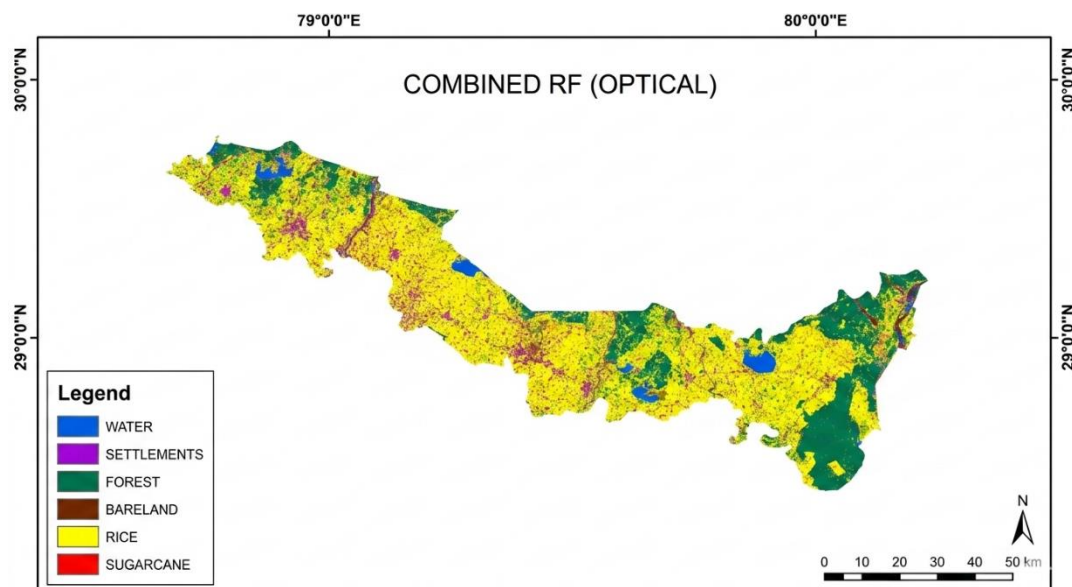 79°0'0"E 80°0'0"E
COMBINED RF (OPTICAL)
30°0'0"N 30°0'0"N
29°0'0"N 29°0'0"N
Legend
WATER
SETTLEMENTS
FOREST
BARELAND
RICE
SUGARCANE
N
0 10 20 30 40 50 km